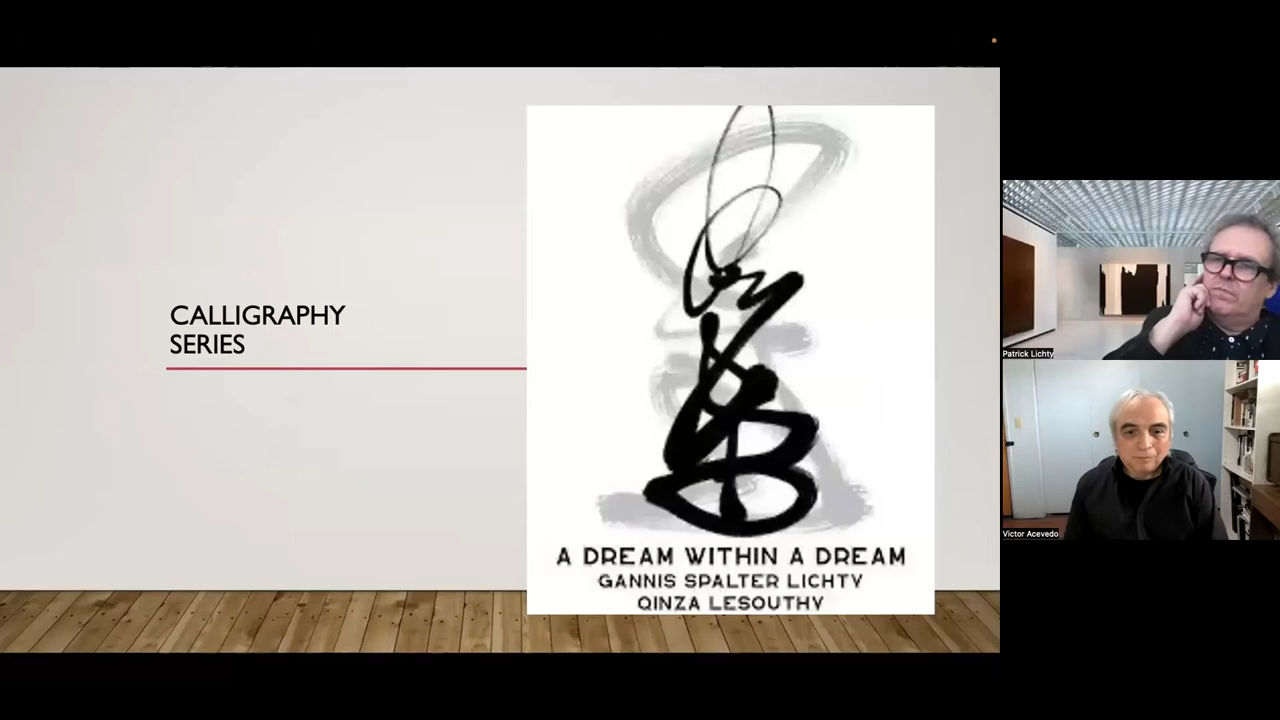 CALLIGRAPHY
SERIES
A DREAM WITHIN A DREAM
GANNIS SPALTER LICHTY
QINZA LESOUTHY
Patrick Lichty
Victor Acevedo